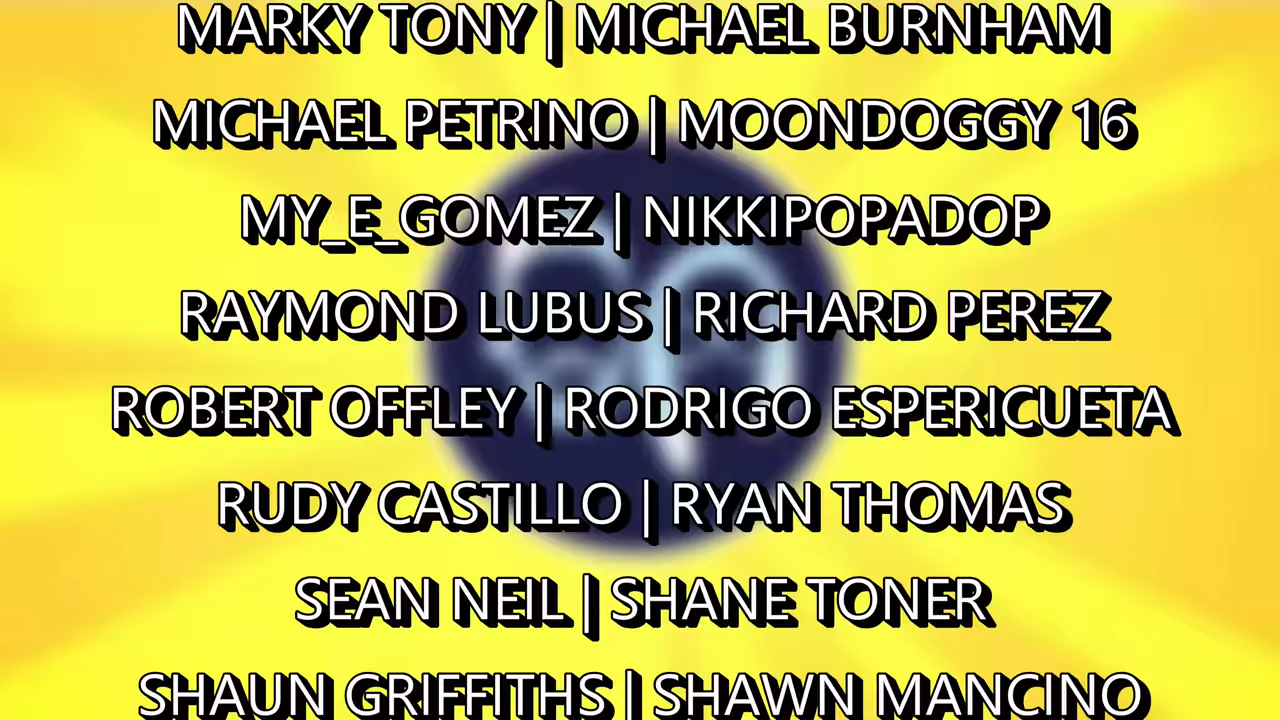 MARKY TONY | MICHAEL BURNHAM
MICHAEL PETRINO | MOONDOGGY 16
MY_E_GOMEZ | NIKKIPOPADOP
RAYMOND LUBUS | RICHARD PEREZ
ROBERT OFFLEY | RODRIGO ESPERICUETA
RUDY CASTILLO | RYAN THOMAS
SEAN NEIL | SHANE TONER
SHAUN GRIFFITHS | SHAWN MANCINO